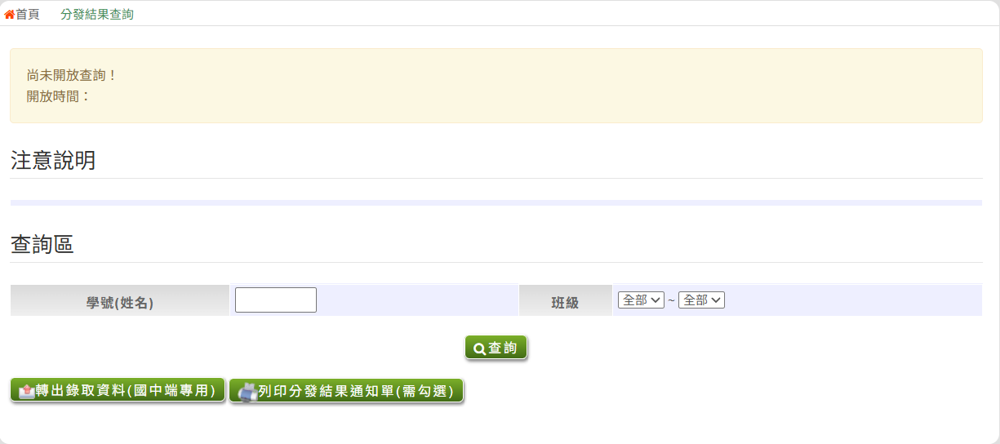 首頁 分發結果查詢
尚未開放查詢！
開放時間：
注意說明
查詢區
學號(姓名) 班級 全部 ~ 全部
查詢
轉出錄取資料(國中端專用) 列印分發結果通知單(需勾選)